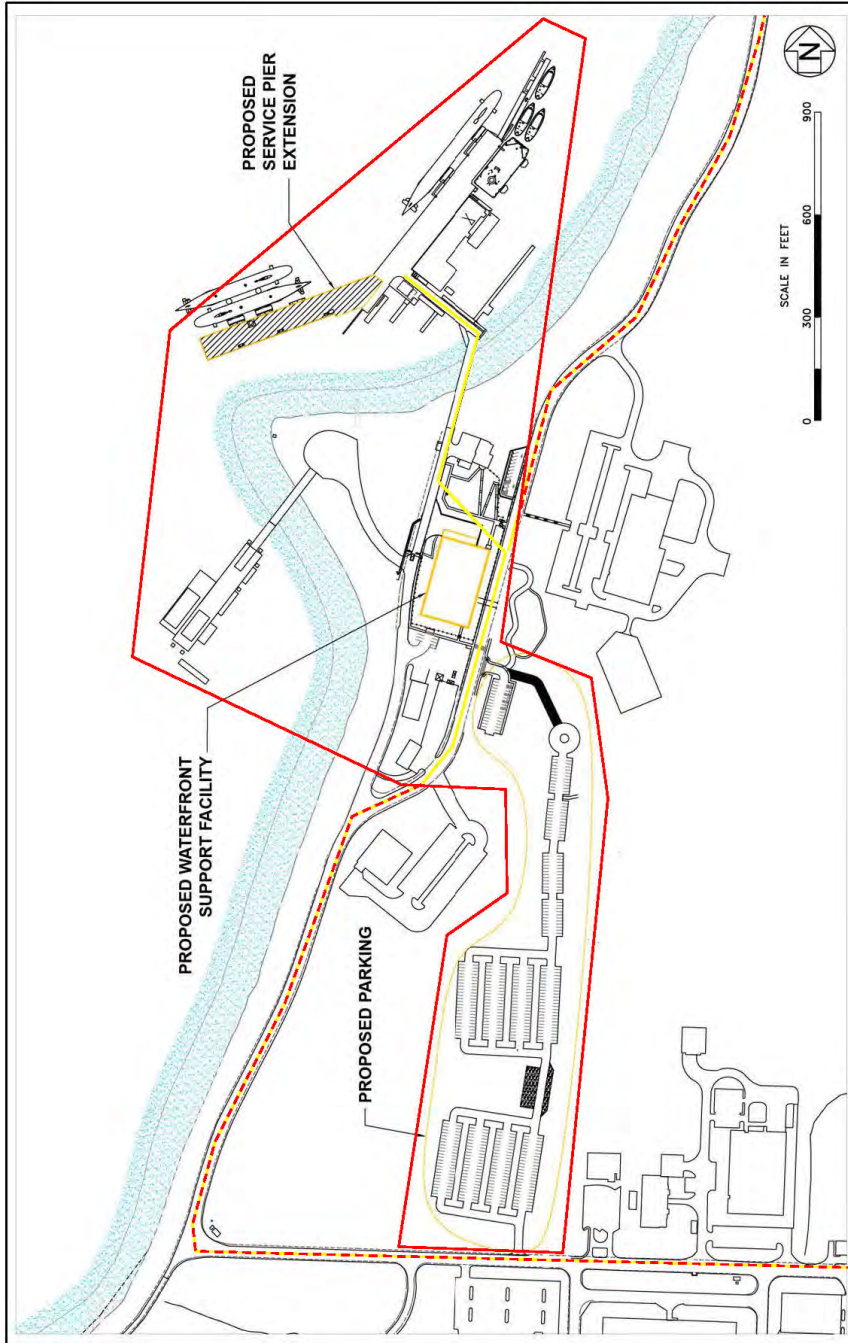 PROPOSED
SERVICE PIER
EXTENSION
N
PROPOSED WATERFRONT
SUPPORT FACILITY
PROPOSED PARKING
0 300 600 900
SCALE IN FEET